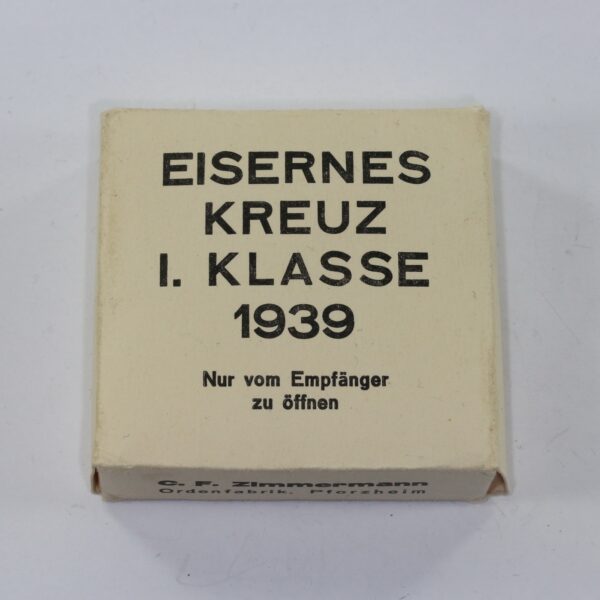 EISERNES
KREUZ
I. KLASSE
1939
Nur vom Empfänger
zu öffnen
C. F. Zimmermann
Ordenfabrik. Pforzheim